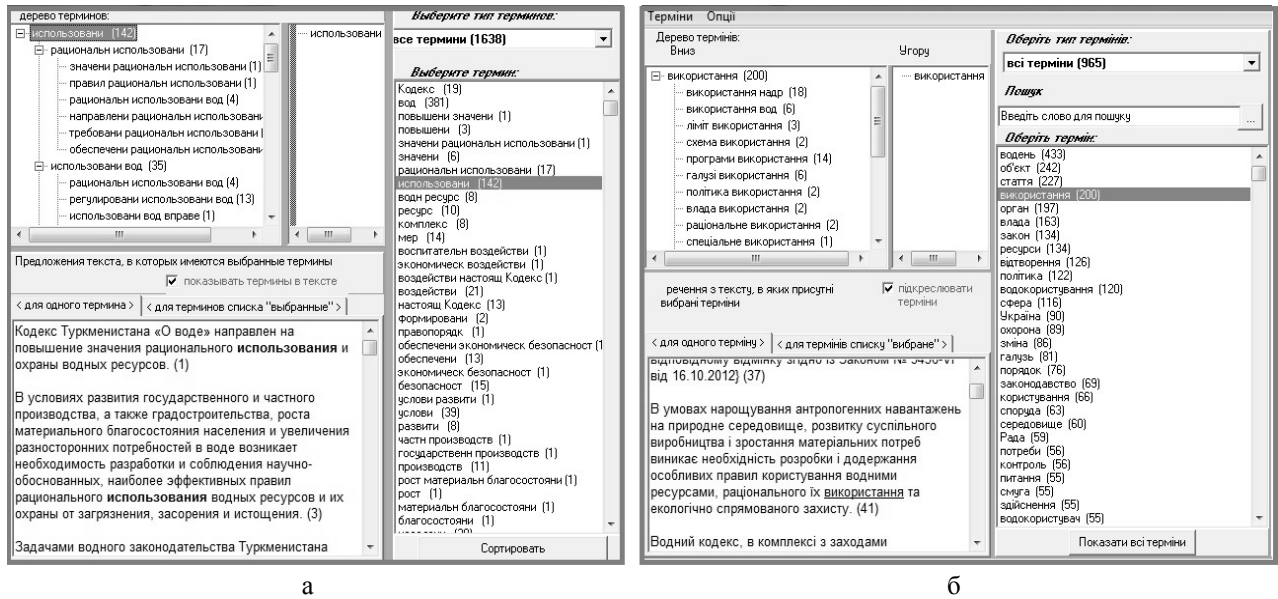 дерево терминов:
использовани (142)
рациональн использовани (17)
значени рациональн использовани (1)
правил рациональн использовани (1)
рациональн использовани вод (4)
направлени рациональн использовани
требовани рациональн использовани (
обеспечени рациональн использовани
использовани вод (35)
рациональн использовани вод (4)
регулировани использовани вод (13)
использовани вод вправе (1)
использовани
Предложения текста, в которых имеются выбранные термины
показывать термины в тексте
< для одного термина >
< для терминов списка "выбранные" >
Кодекс Туркменистана «О воде» направлен на
повышение значения рационального использования и
охраны водных ресурсов. (1)
В условиях развития государственного и частного
производства, а также градостроительства, роста
материального благосостояния населения и увеличения
разносторонних потребностей в воде возникает
необходимость разработки и соблюдения научно-
обоснованных, наиболее эффективных правил
рационального использования водных ресурсов и их
охраны от загрязнения, засорения и истощения. (3)
Задачами водного законодательства Туркменистана
Выберите тип терминов:
все термини (1638)
Выберите термин:
Кодекс (19)
вод (381)
повышени значени (1)
повышени (3)
значени рациональн использовани (1)
значени (6)
рациональн использовани (17)
использовани (142)
водн ресурс (8)
ресурс (10)
комплекс (8)
мер (14)
воспитательн воздействи (1)
экономическ воздействи (1)
воздействи настоящ Кодекс (1)
воздействи (21)
настоящ Кодекс (13)
формировани (2)
правопорядк (1)
обеспечени экономическ безопасност (1
обеспечени (13)
экономическ безопасност (1)
безопасност (15)
услови развити (1)
услови (39)
развити (8)
частн производств (1)
государственн производств (1)
производств (11)
рост материальн благосостояни (1)
рост (1)
материальн благосостояни (1)
благосостояни (1)
Сортировать
а
Терміни Опції
Дерево термінів:
Вниз
Угору
використання (200)
використання надр (18)
використання вод (6)
ліміт використання (3)
схема використання (2)
програми використання (14)
галузі використання (6)
політика використання (2)
влада використання (2)
раціональне використання (2)
спеціальне використання (1)
використання
речення з тексту, в яких присутні
вибрані терміни
підкреслювати
терміни
< для одного терміну >
< для термінів списку "вибране" >
відповідному відмінку згідно із Законом № 5456-VI
від 16.10.2012} (37)
В умовах нарощування антропогенних навантажень
на природне середовище, розвитку суспільного
виробництва і зростання матеріальних потреб
виникає необхідність розробки і додержання
особливих правил користування водними
ресурсами, раціонального їх використання та
екологічно спрямованого захисту. (41)
Водний кодекс, в комплексі з заходами
Оберіть тип термінів:
всі терміни (965)
Пошук
Введіть слово для пошуку
...
Оберіть термін:
водень (433)
об'єкт (242)
стаття (227)
використання (200)
орган (197)
влада (163)
закон (134)
ресурси (134)
відтворення (126)
політика (122)
водокористування (120)
сфера (116)
Україна (90)
охорона (89)
зміна (86)
галузь (81)
порядок (76)
законодавство (69)
користування (66)
споруда (63)
середовище (60)
Рада (59)
потреби (56)
контроль (56)
питання (55)
смуга (55)
здійснення (55)
водокористувач (55)
Показати всі терміни
б